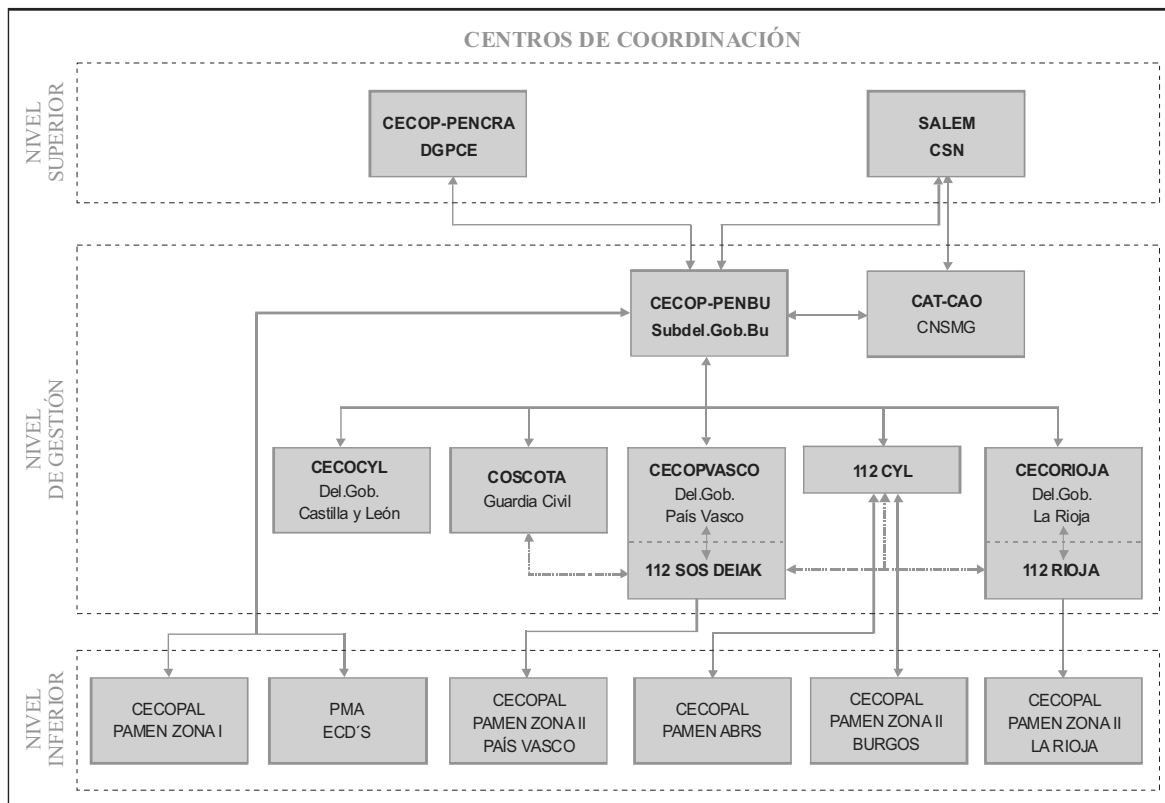 CENTROS DE COORDINACIÓN
NIVEL
SUPERIOR
CECOP-PENCRA
DGPCE
SALEM
CSN
NIVEL
DE GESTIÓN
CECOP-PENBU
Subdel.Gob.Bu
CAT-CAO
CNSMG
CECOCYL
Del.Gob.
Castilla y León
COSCOTA
Guardia Civil
CECOPVASCO
Del.Gob.
País Vasco
112 SOS DEIAK
112 CYL
CECORIOJA
Del.Gob.
La Rioja
112 RIOJA
NIVEL
INFERIOR
CECOPAL
PAMEN ZONA I
PMA
ECD´S
CECOPAL
PAMEN ZONA II
PAÍS VASCO
CECOPAL
PAMEN ABRS
CECOPAL
PAMEN ZONA II
BURGOS
CECOPAL
PAMEN ZONA II
LA RIOJA